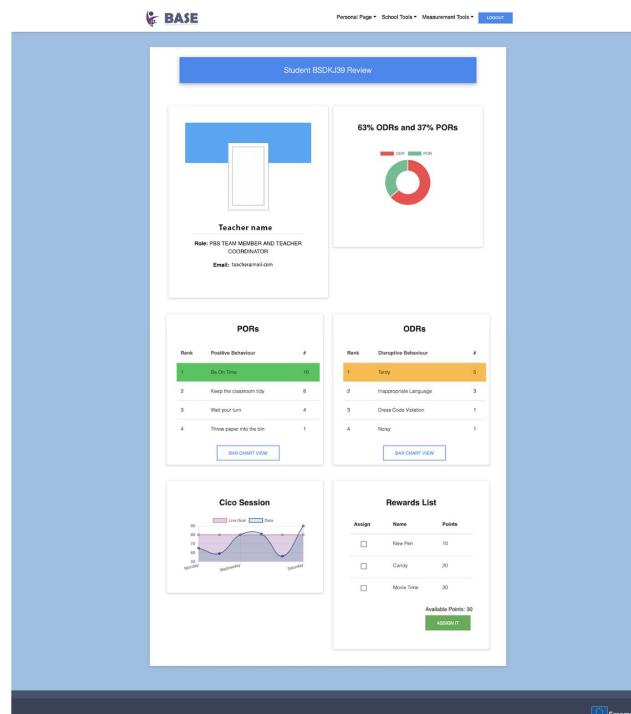 BASE
Personal Page
School Tools
Measurement Tools
LOGOUT
Student BSDKJ39 Review
Teacher name
Role: PBS TEAM MEMBER AND TEACHER
COORDINATOR
Email: teacher@mail.com
63% ODRs and 37% PORs
ODR
POR
PORs
Rank Positive Behaviour #
1 Be On Time 10
2 Keep the classroom tidy 8
3 Wait your turn 4
4 Threw paper into the bin 1
BAR CHART VIEW
ODRs
Rank Disruptive Behaviour #
1 Tardy 5
2 Inappropriate Language 3
3 Dress Code Violation 1
4 Noisy 1
BAR CHART VIEW
Cico Session
Line Goal Data
90
80
70
60
50
Monday Wednesday Saturday
Rewards List
Assign Name Points
New Pen 10
Candy 20
Movie Time 30
Available Points: 30
ASSIGN IT